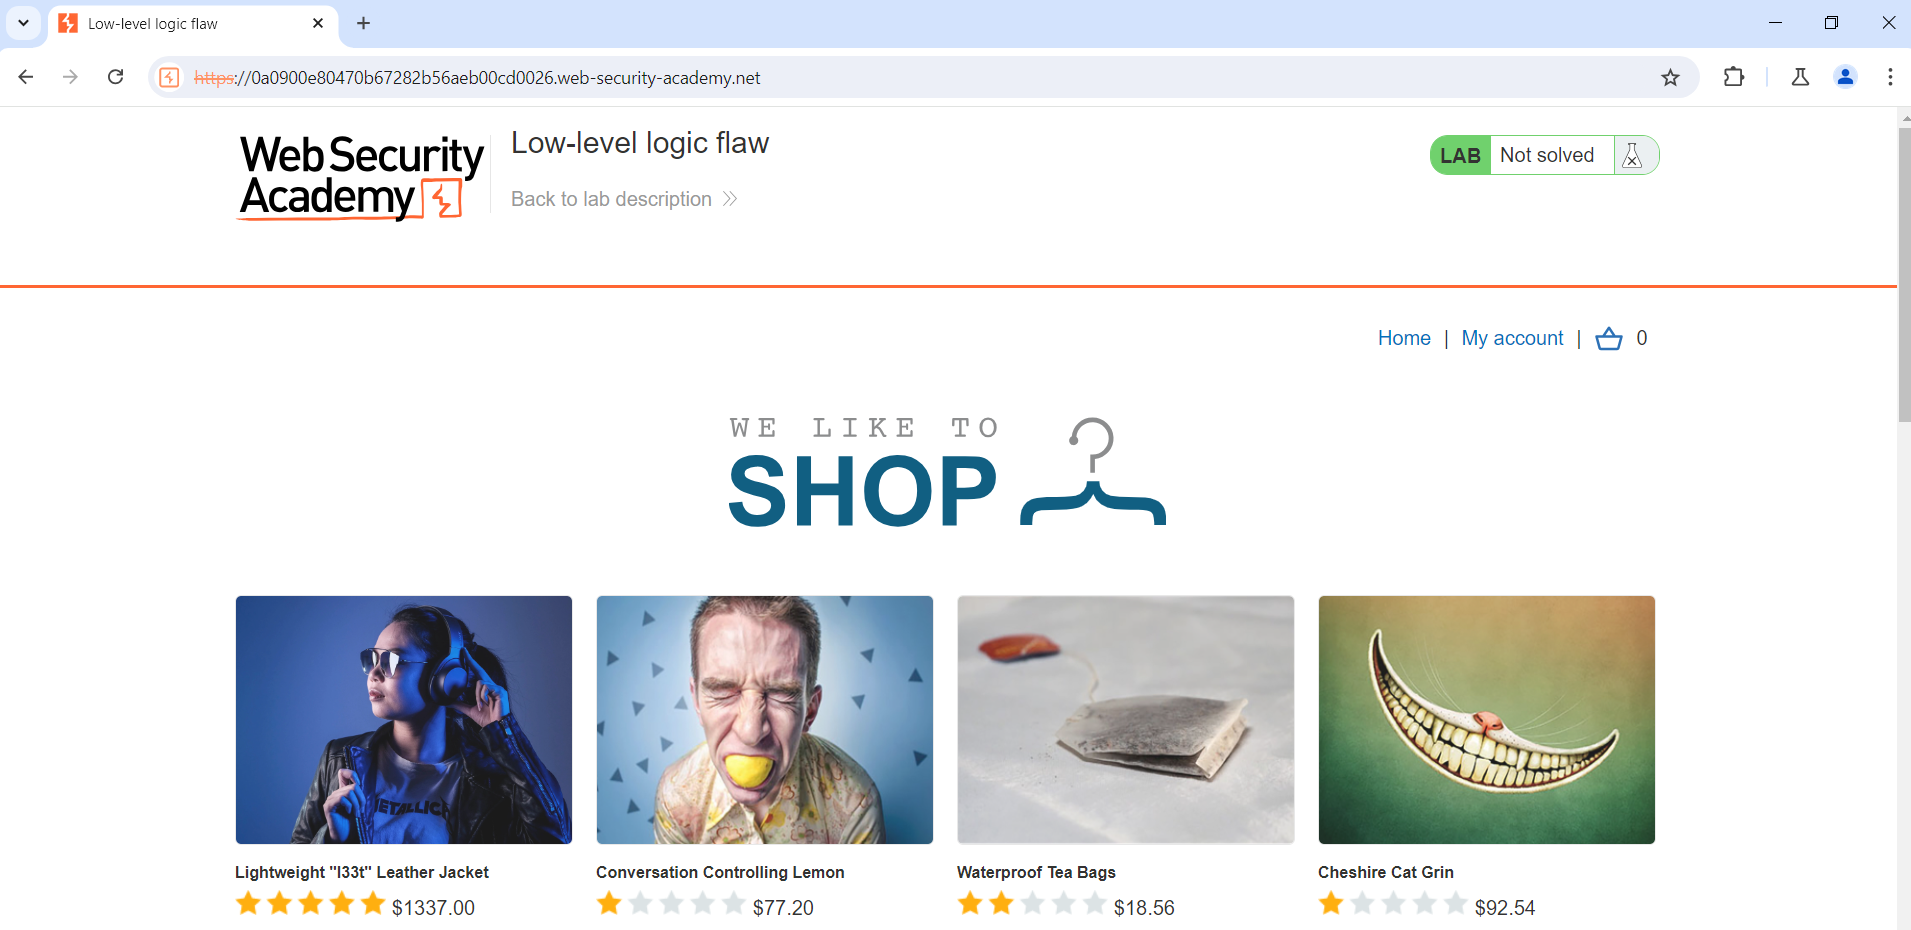 Low-level logic flaw
https://0a0900e80470b67282b56aeb00cd0026.web-security-academy.net
Web Security
Academy
Low-level logic flaw
Back to lab description
LAB Not solved
Home | My account | 0
WE LIKE TO
SHOP
METALLICA
Lightweight "l33t" Leather Jacket
Conversation Controlling Lemon
Waterproof Tea Bags
Cheshire Cat Grin
$1337.00
$77.20
$18.56
$92.54